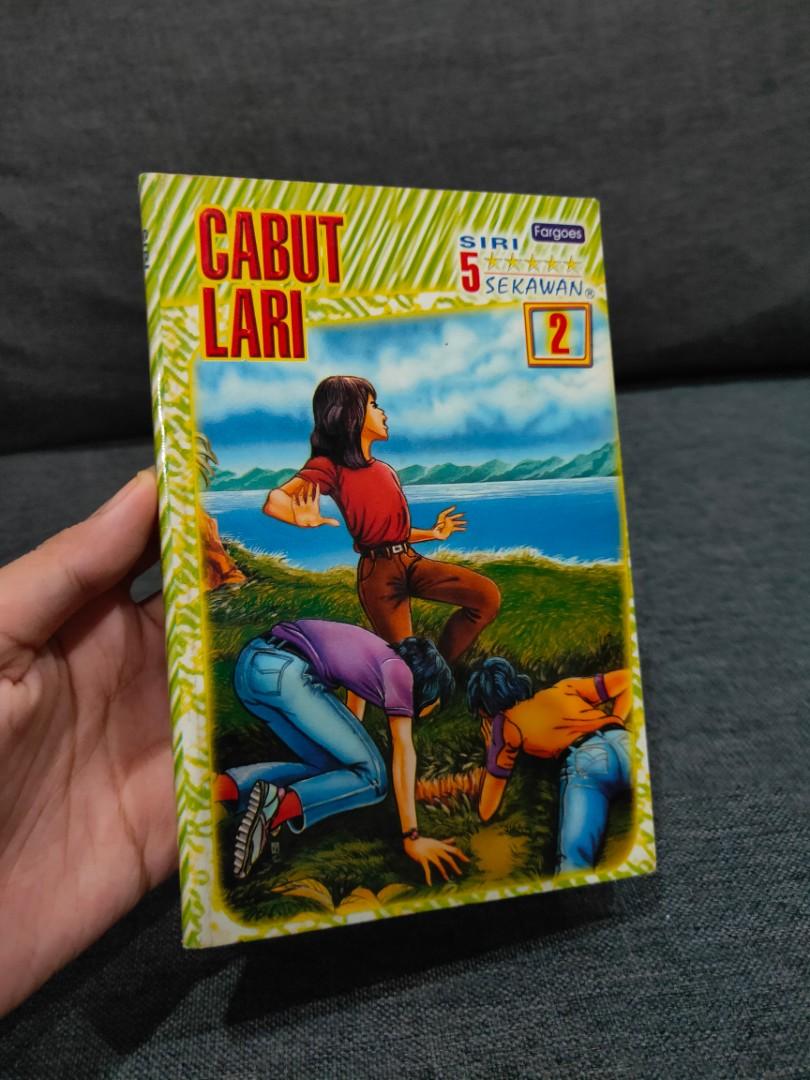 CABUT
LARI
Fargoes
SIRI
5
SEKAWAN®
2